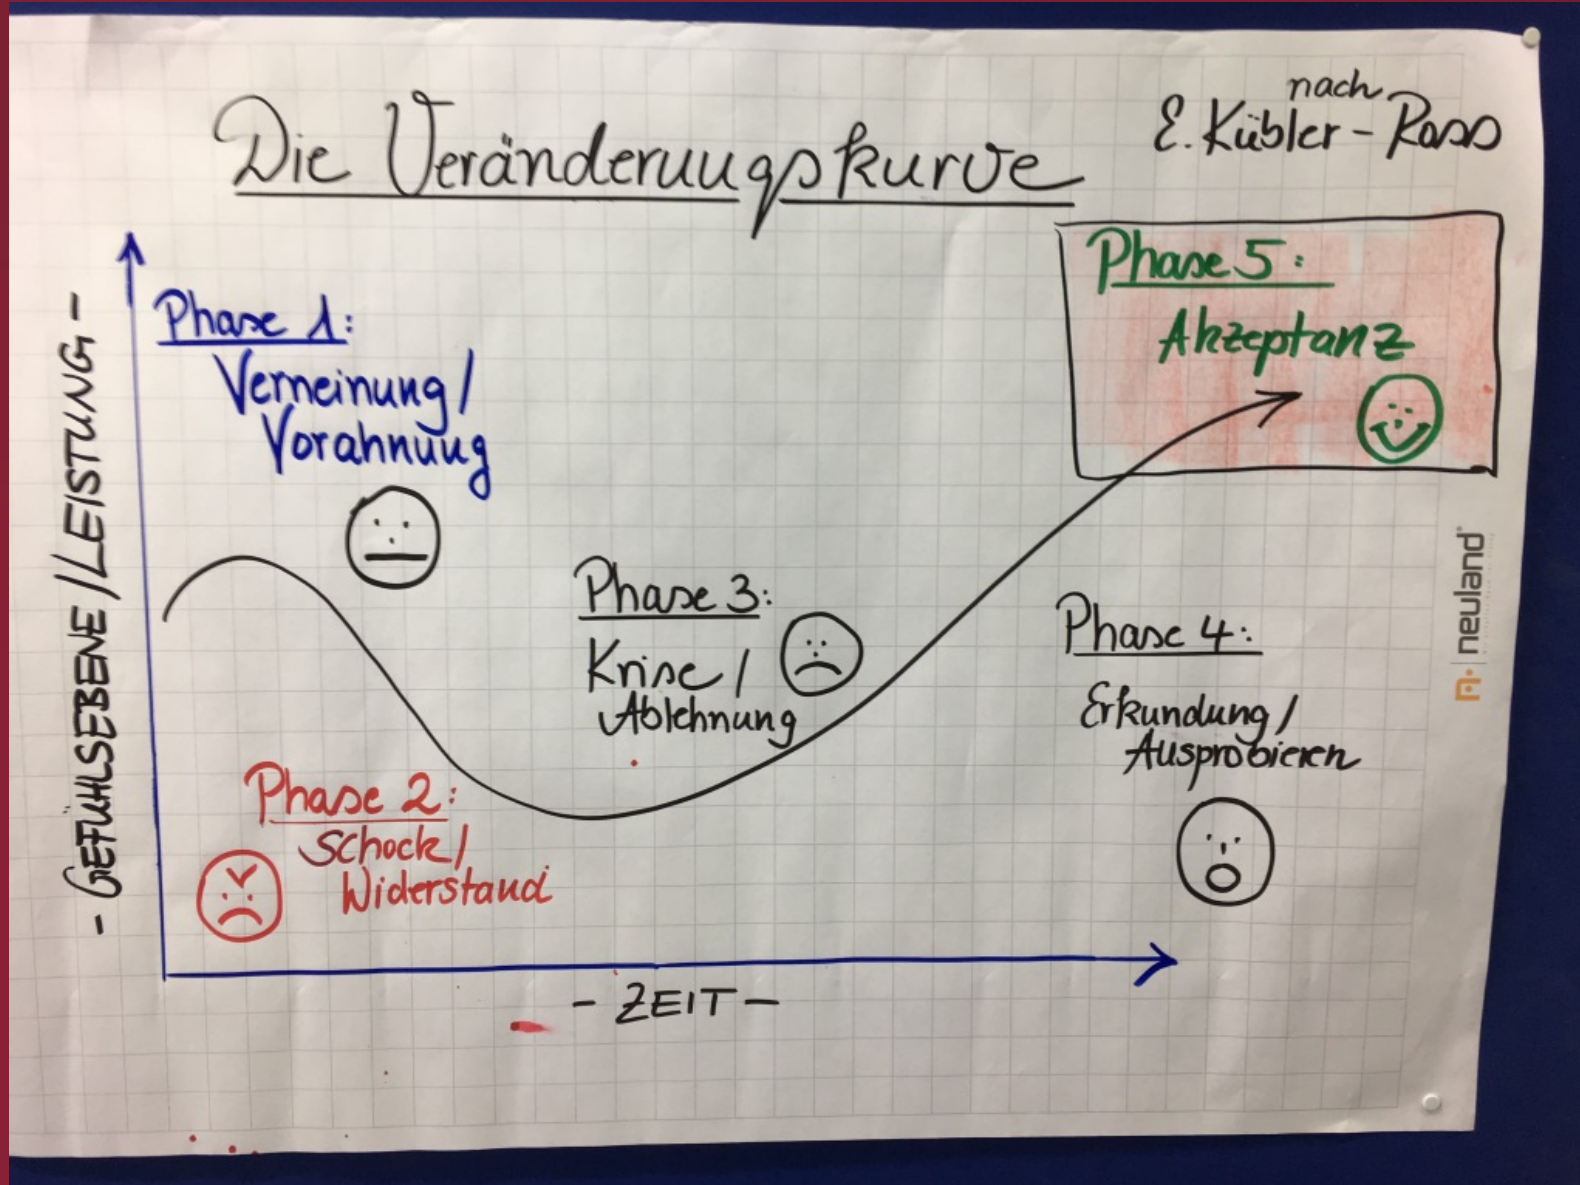 Die Veränderungskurve
nach
E. Kübler-Ross
- GEFÜHLSEBENE/LEISTUNG -
Phase 1:
Verneinung/
Vorahnung
Phase 2:
Schock/
Widerstand
Phase 3:
Krise/
Ablehnung
Phase 4:
Erkundung/
Ausprobieren
Phase 5:
Akzeptanz
- ZEIT -
neuland